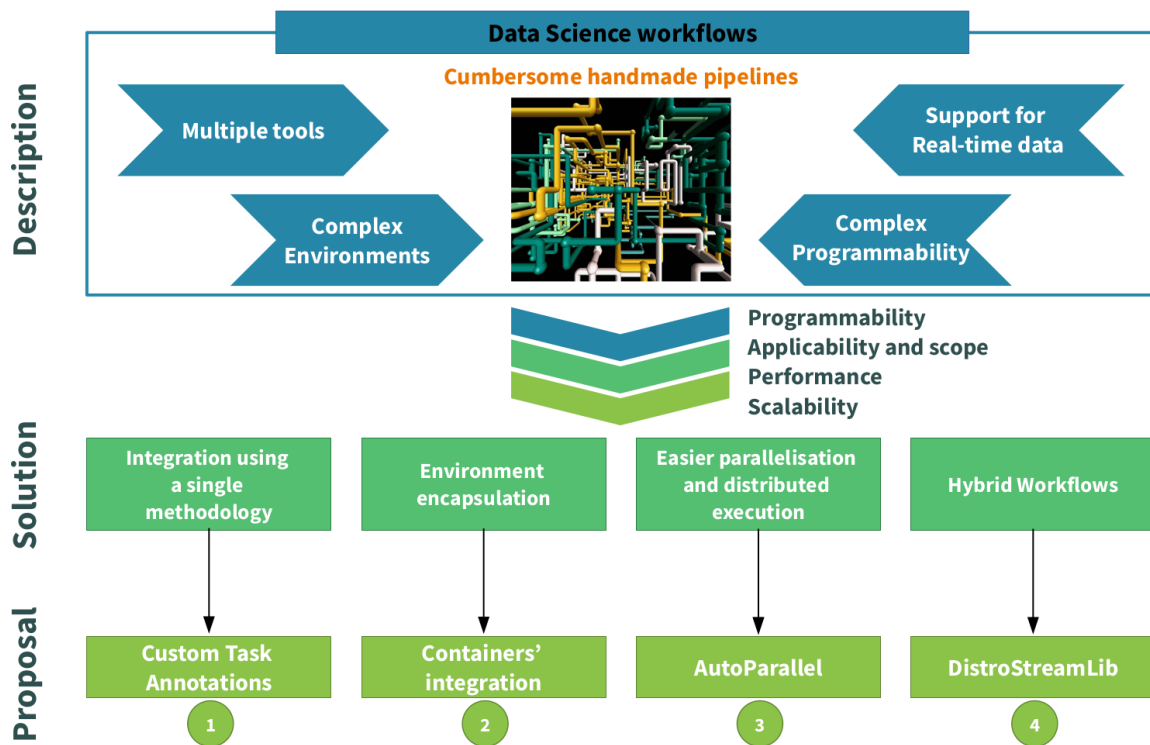 Data Science workflows
Cumbersome handmade pipelines
Description
Multiple tools
Support for
Real-time data
Complex
Environments
Complex
Programmability
Programmability
Applicability and scope
Performance
Scalability
Solution
Integration using
a single
methodology
Environment
encapsulation
Easier parallelisation
and distributed
execution
Hybrid Workflows
Proposal
Custom Task
Annotations
Containers’
integration
AutoParallel
DistroStreamLib
1
2
3
4